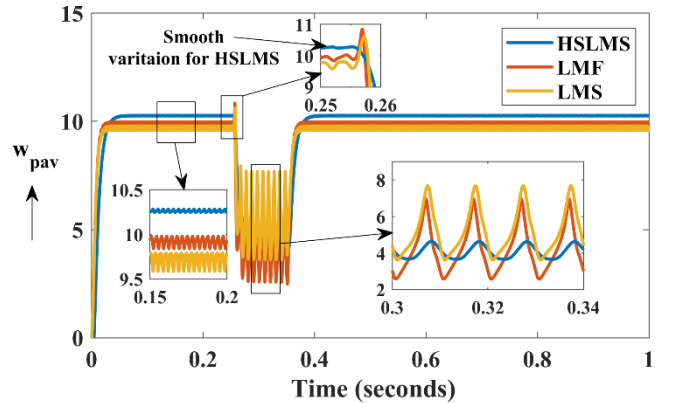 15
10
5
0
w
pav
Smooth
varitaion for HSLMS
11
10
9
0.25 0.26
HSLMS
LMF
LMS
10.5
10
9.5
0.15 0.2
8
6
4
2
0.3 0.32 0.34
0 0.2 0.4 0.6 0.8 1
Time (seconds)